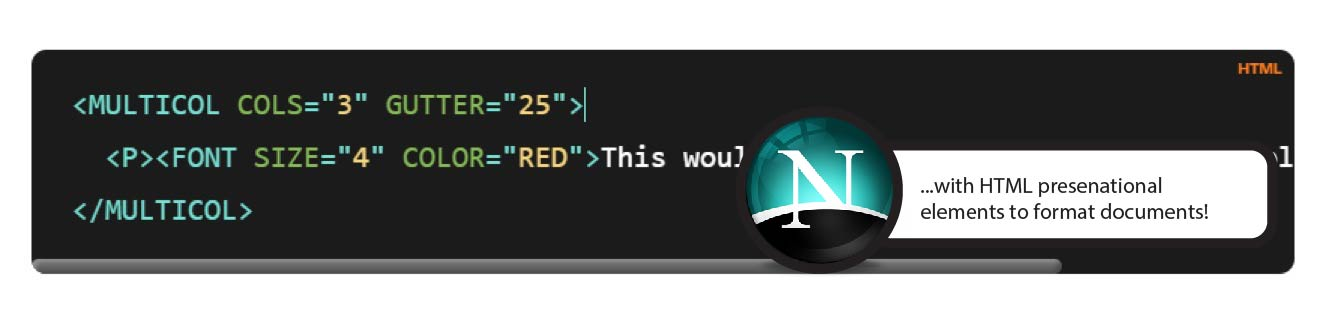 HTML
<MULTICOL COLS="3" GUTTER="25">
<P><FONT SIZE="4" COLOR="RED">This
</MULTICOL>
N
...with HTML presenational
elements to format documents!